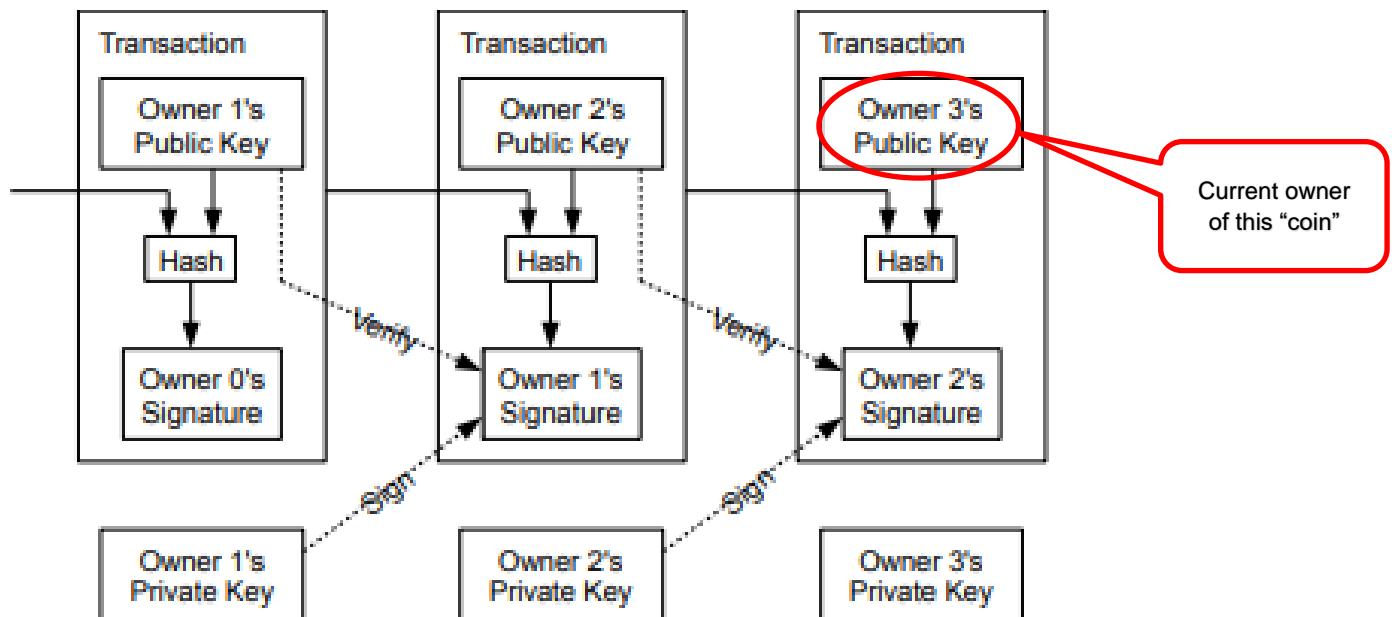 Transaction
Owner 1's
Public Key
Hash
Owner 0's
Signature
Verify
Sign
Owner 1's
Private Key
Transaction
Owner 2's
Public Key
Hash
Owner 1's
Signature
Verify
Sign
Owner 2's
Private Key
Transaction
Owner 3's
Public Key
Hash
Owner 2's
Signature
Owner 3's
Private Key
Current owner
of this “coin”